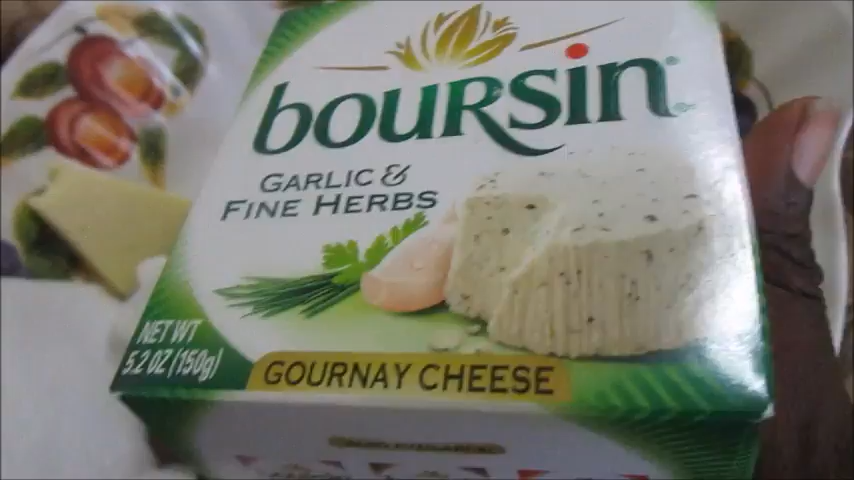 boursin
GARLIC &
FINE HERBS
NET WT
5.2 OZ (150g)
GOURNAY CHEESE